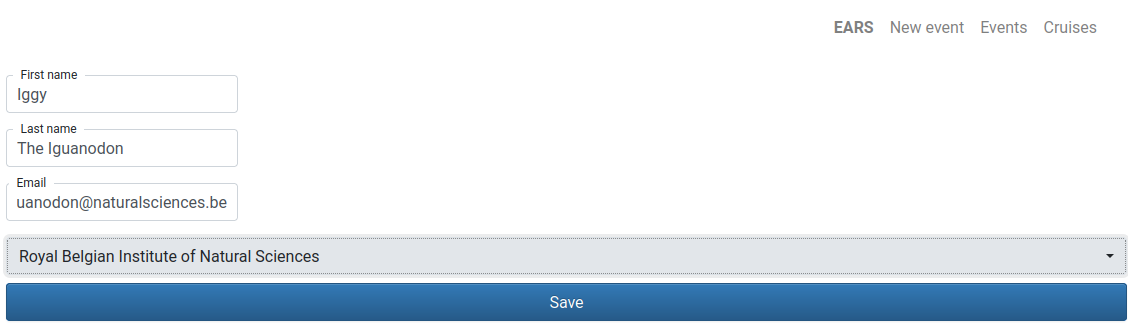 EARS New event Events Cruises
First name
Iggy
Last name
The Iguanodon
Email
uanodon@naturalsciences.be
Royal Belgian Institute of Natural Sciences
Save